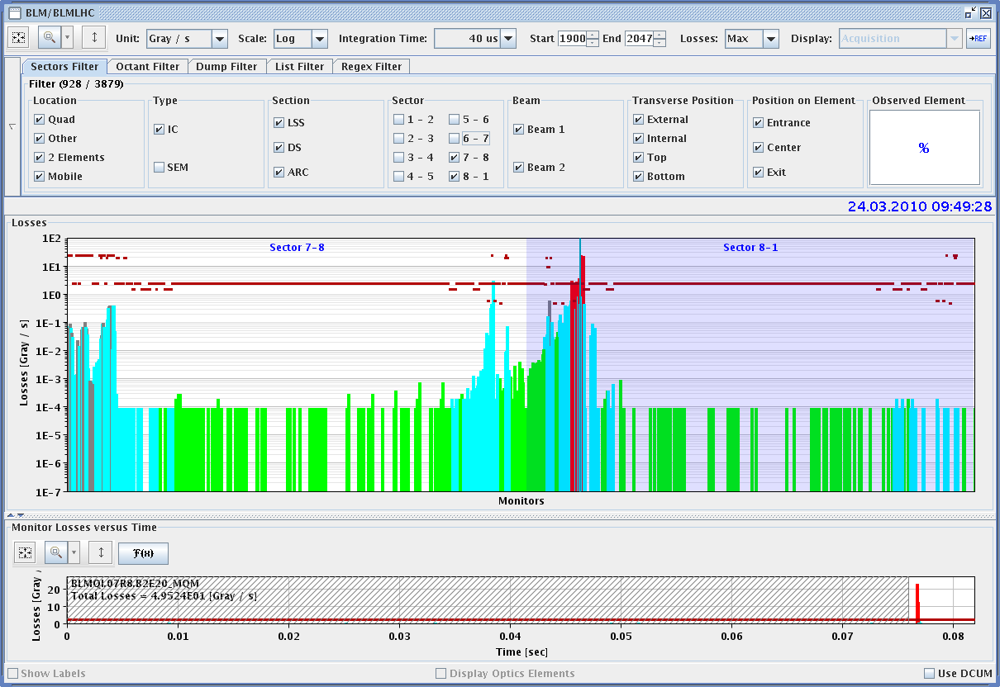 BLM/BLMLHC
Unit: Gray / s Scale: Log Integration Time: 40 us Start 1900 End 2047 Losses: Max Display: Acquisition →REF
Sectors Filter Octant Filter Dump Filter List Filter Regex Filter
Filter (928 / 3879)
Location Type Section Sector Beam Transverse Position Position on Element Observed Element
Quad
Other
2 Elements
Mobile
IC
SEM
LSS
DS
ARC
1 - 2 5 - 6
2 - 3 6 - 7
3 - 4 7 - 8
4 - 5 8 - 1
Beam 1
Beam 2
External
Internal
Top
Bottom
Entrance
Center
Exit
%
24.03.2010 09:49:28
Losses
Sector 7-8 Sector 8-1
Losses [Gray / s]
1E2
1E1
1E0
1E-1
1E-2
1E-3
1E-4
1E-5
1E-6
1E-7
Monitors
Monitor Losses versus Time
F(x)
BLMQI.07R8.B2E20_MQM
Total Losses = 4.9524E01 [Gray / s]
Losses [Gray /
20
10
0
0 0.01 0.02 0.03 0.04 0.05 0.06 0.07 0.08
Time [sec]
Show Labels Display Optics Elements Use DCUM